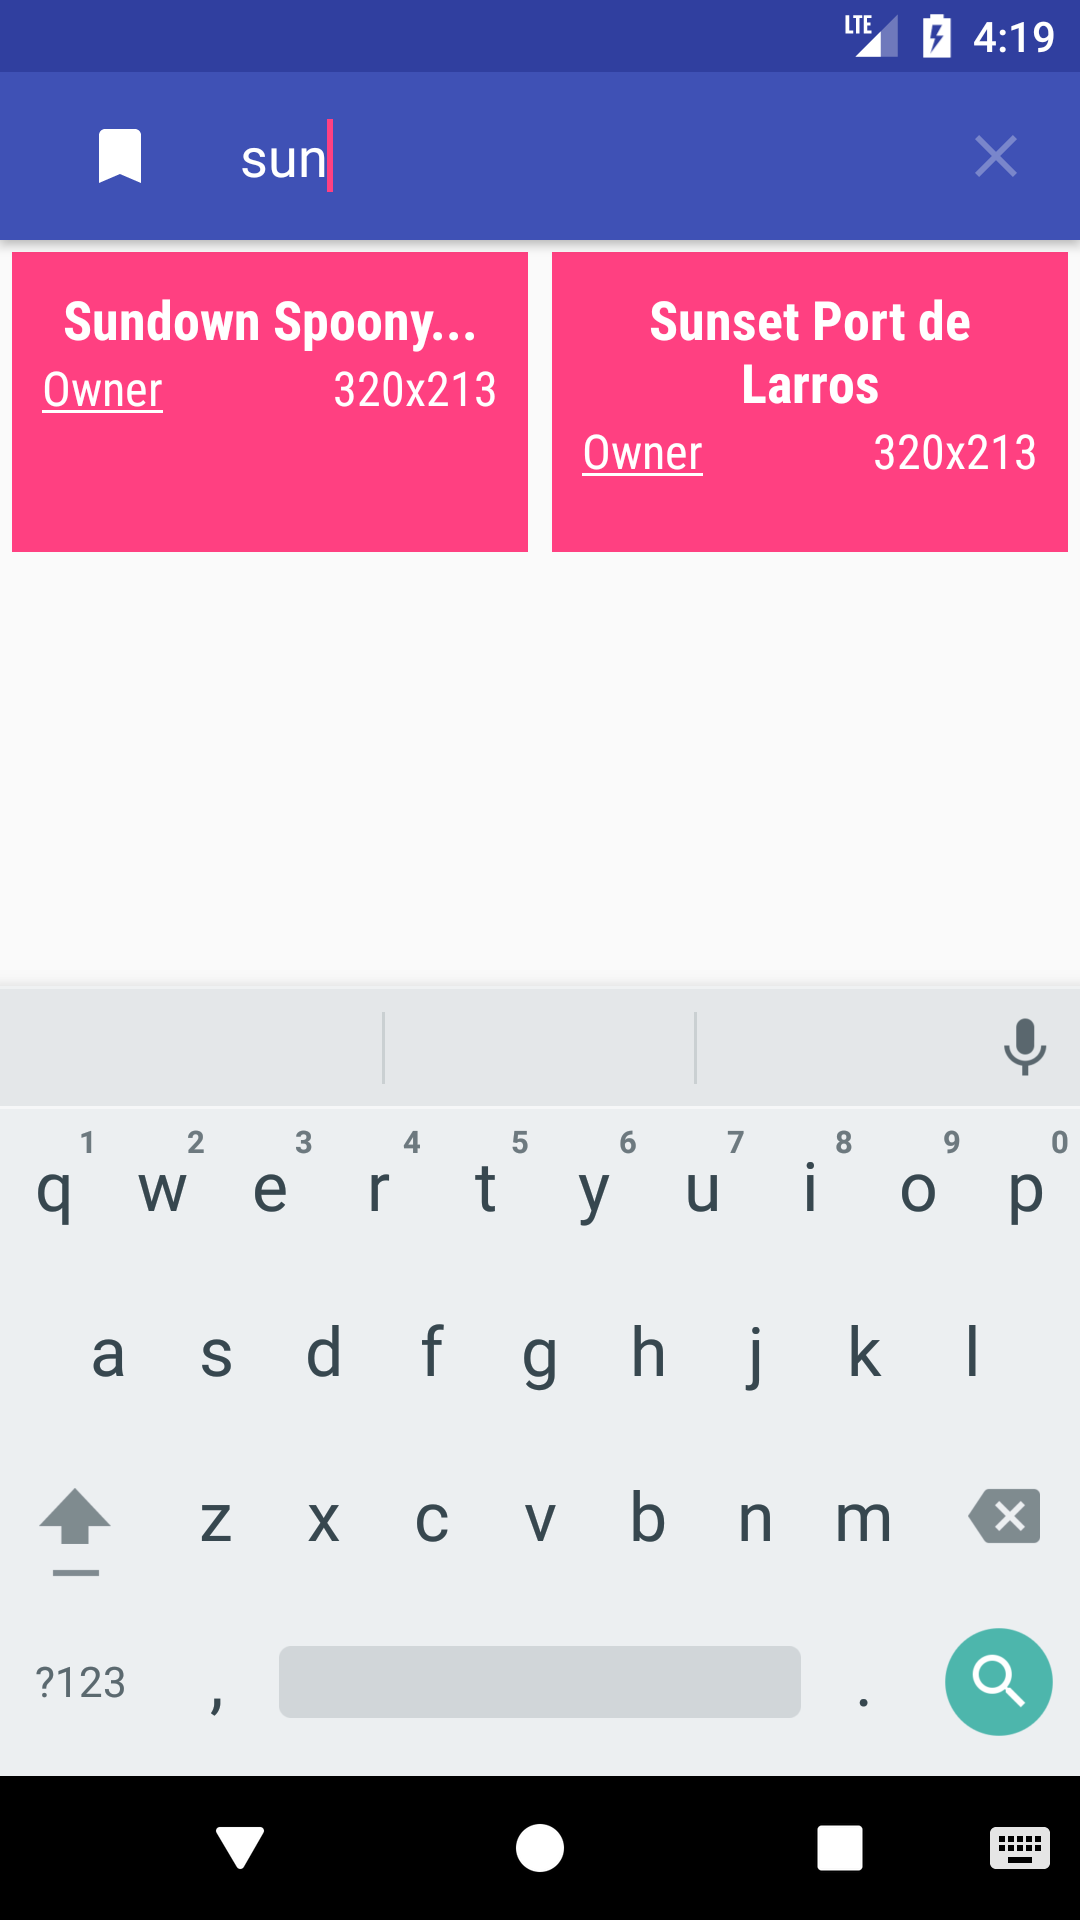 LTE 4:19
sun
Sundown Spoony...
Owner 320x213
Sunset Port de
Larros
Owner 320x213
1 2 3 4 5 6 7 8 9 0
q w e r t y u i o p
a s d f g h j k l
z x c v b n m
?123 , .